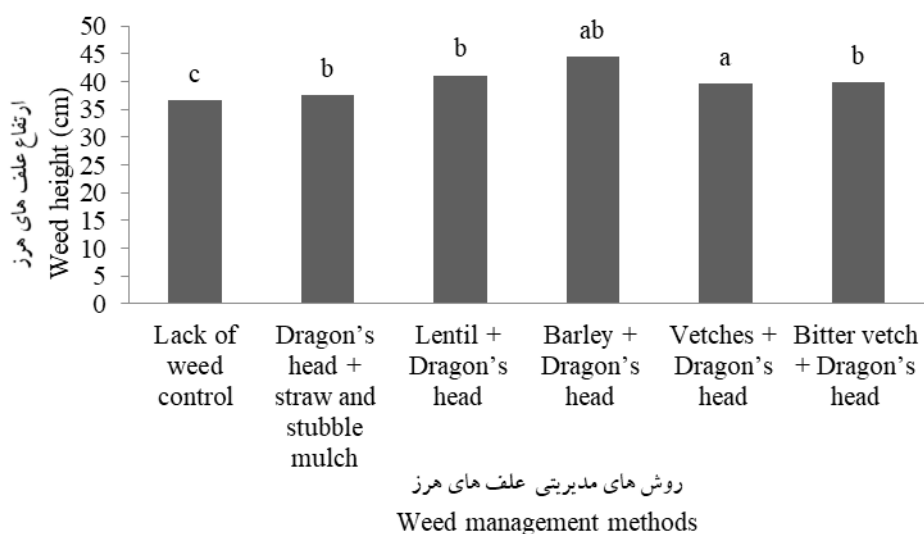 ارتفاع علف های هرز
Weed height (cm)
50
45
40
35
30
25
20
15
10
5
0
c
b
b
ab
a
b
Lack of
weed
control
Dragon's
head +
straw and
stubble
mulch
Lentil +
Dragon's
head
Barley +
Dragon's
head
Vetches +
Dragon's
head
Bitter vetch
+ Dragon's
head
روش های مدیریتی علف های هرز
Weed management methods